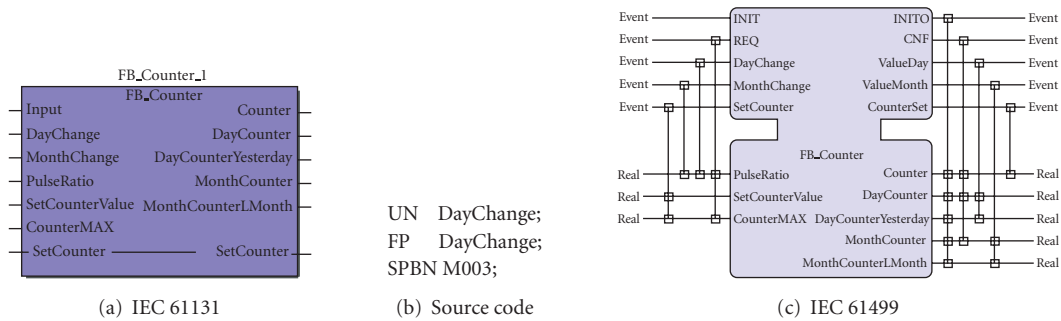 FB_Counter_1
FB_Counter
Input Counter
DayChange DayCounter
MonthChange DayCounterYesterday
PulseRatio MonthCounter
SetCounterValue MonthCounterLMonth
CounterMAX
SetCounter SetCounter
(a) IEC 61131
UN DayChange;
FP DayChange;
SPBN M003;
(b) Source code
Event INIT INITO Event
Event REQ CNF Event
Event DayChange ValueDay Event
Event MonthChange ValueMonth Event
Event SetCounter CounterSet Event
FB_Counter
Real PulseRatio Counter Real
Real SetCounterValue DayCounter Real
Real CounterMAX DayCounterYesterday Real
MonthCounter Real
MonthCounterLMonth Real
(c) IEC 61499